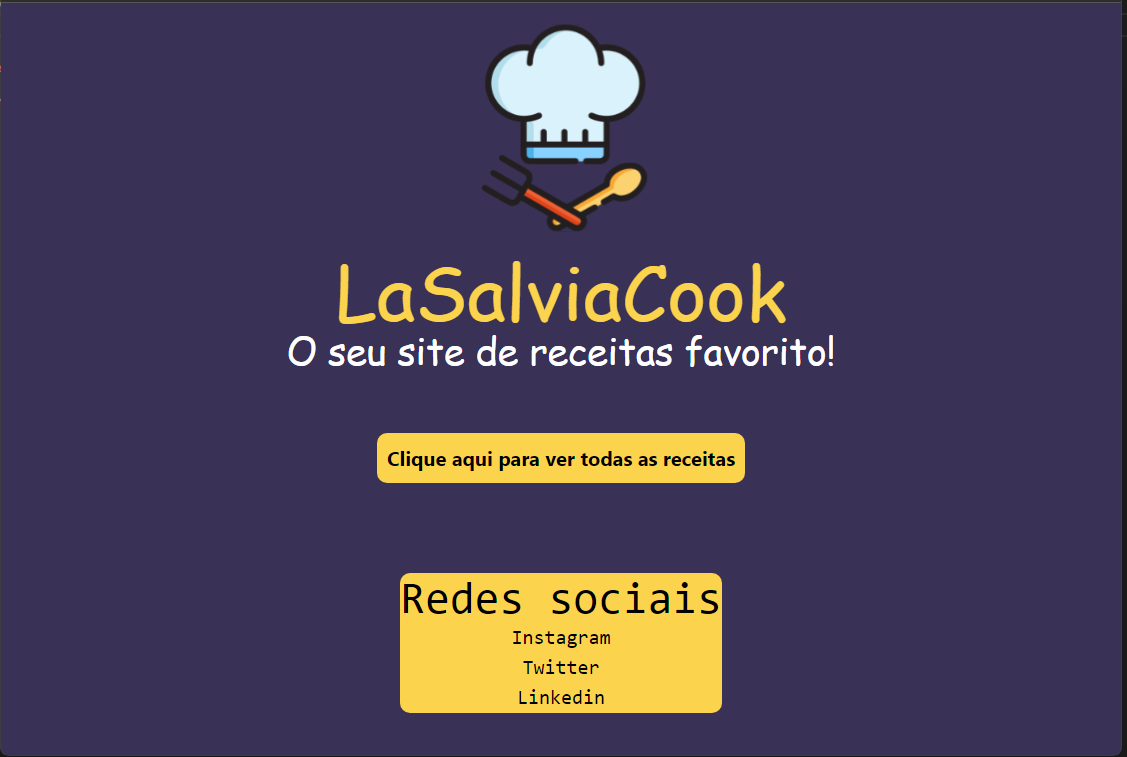 LaSalviaCook
O seu site de receitas favorito!
Clique aqui para ver todas as receitas
Redes sociais
Instagram
Twitter
Linkedin